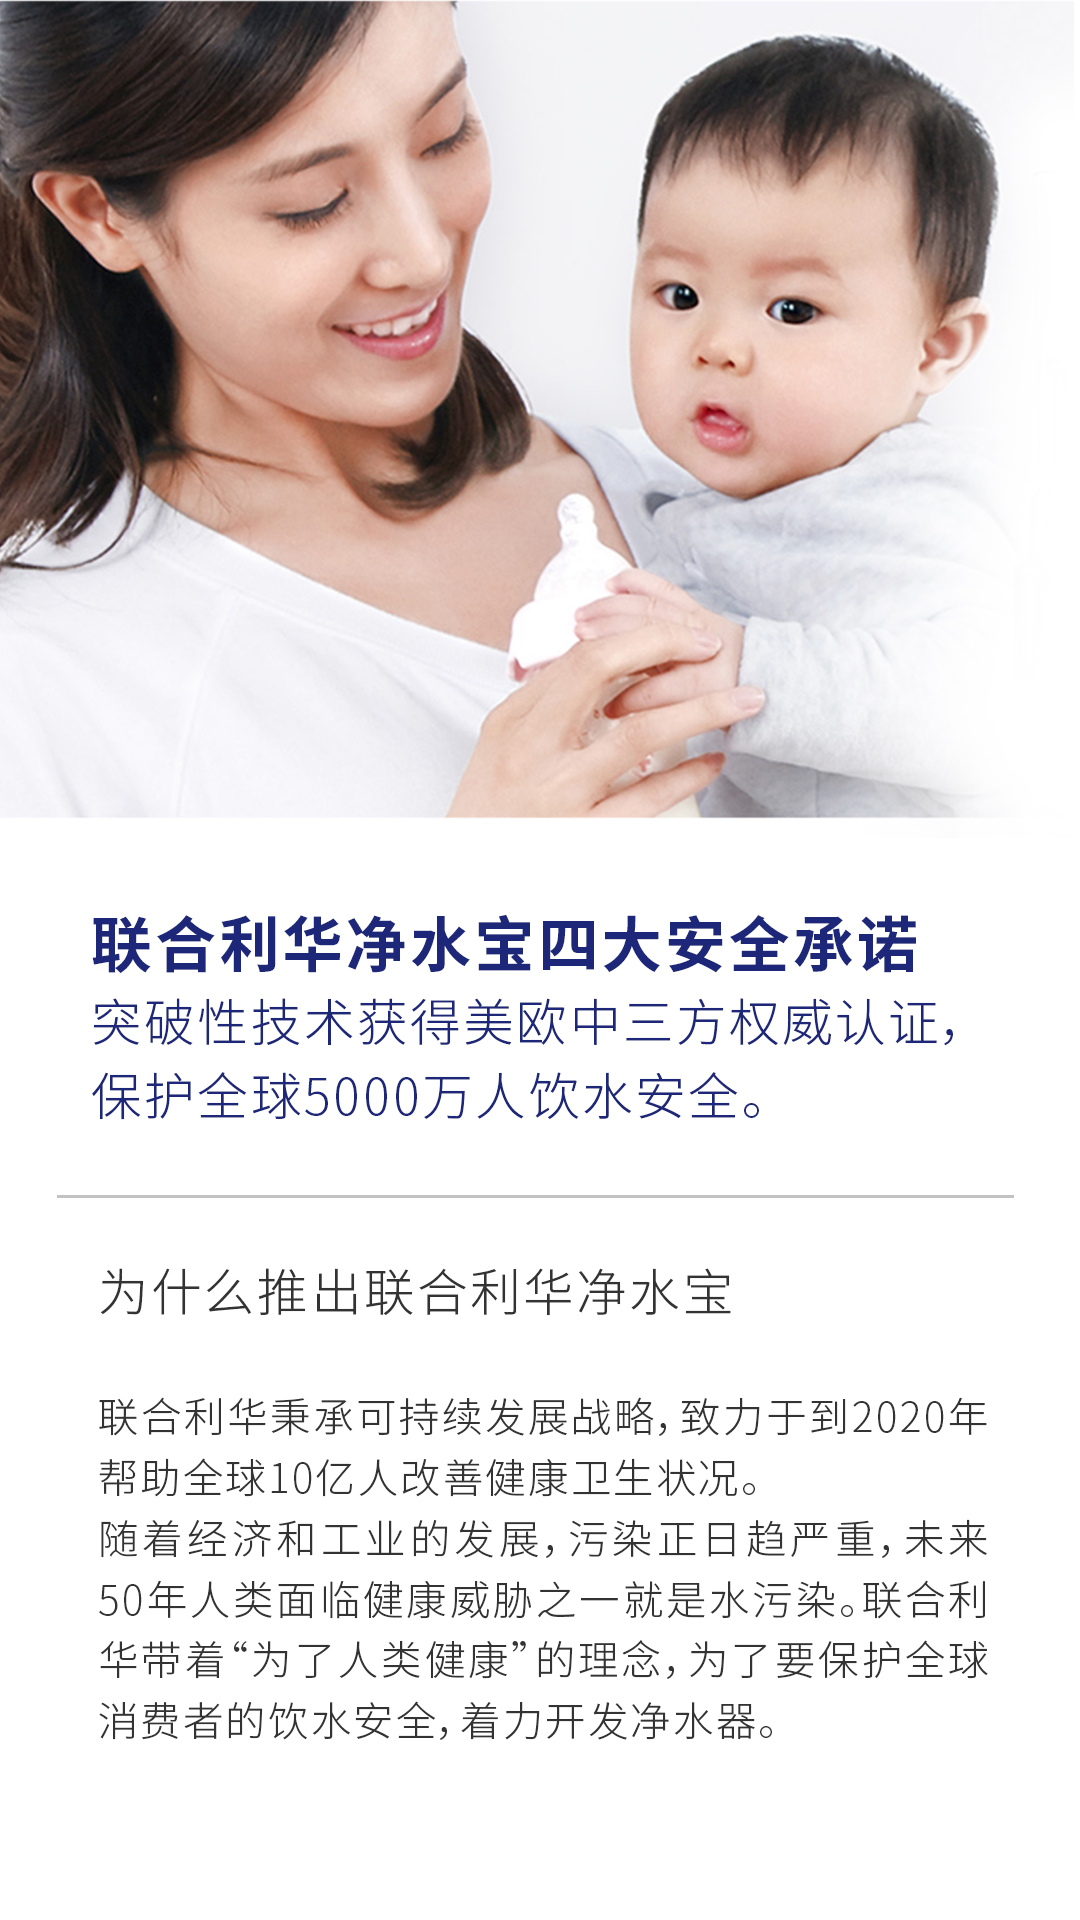 联合利华净水宝四大安全承诺
突破性技术获得美欧中三方权威认证，
保护全球5000万人饮水安全。
为什么推出联合利华净水宝
联合利华秉承可持续发展战略，致力于到2020年
帮助全球10亿人改善健康卫生状况。
随着经济和工业的发展，污染正日趋严重，未来
50年人类面临健康威胁之一就是水污染。联合利
华带着“为了人类健康”的理念，为了要保护全球
消费者的饮水安全，着力开发净水器。